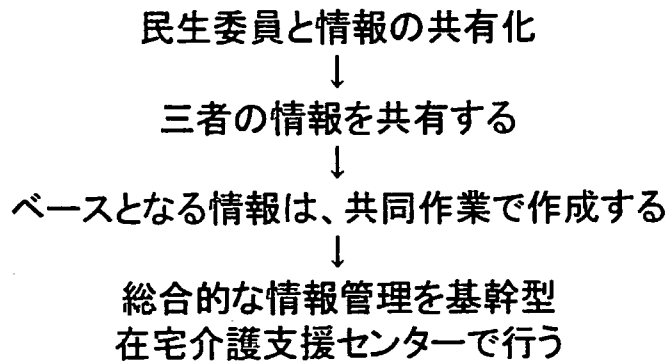 民生委員と情報の共有化
↓
三者の情報を共有する
↓
ベースとなる情報は、共同作業で作成する
↓
総合的な情報管理を基幹型
在宅介護支援センターで行う